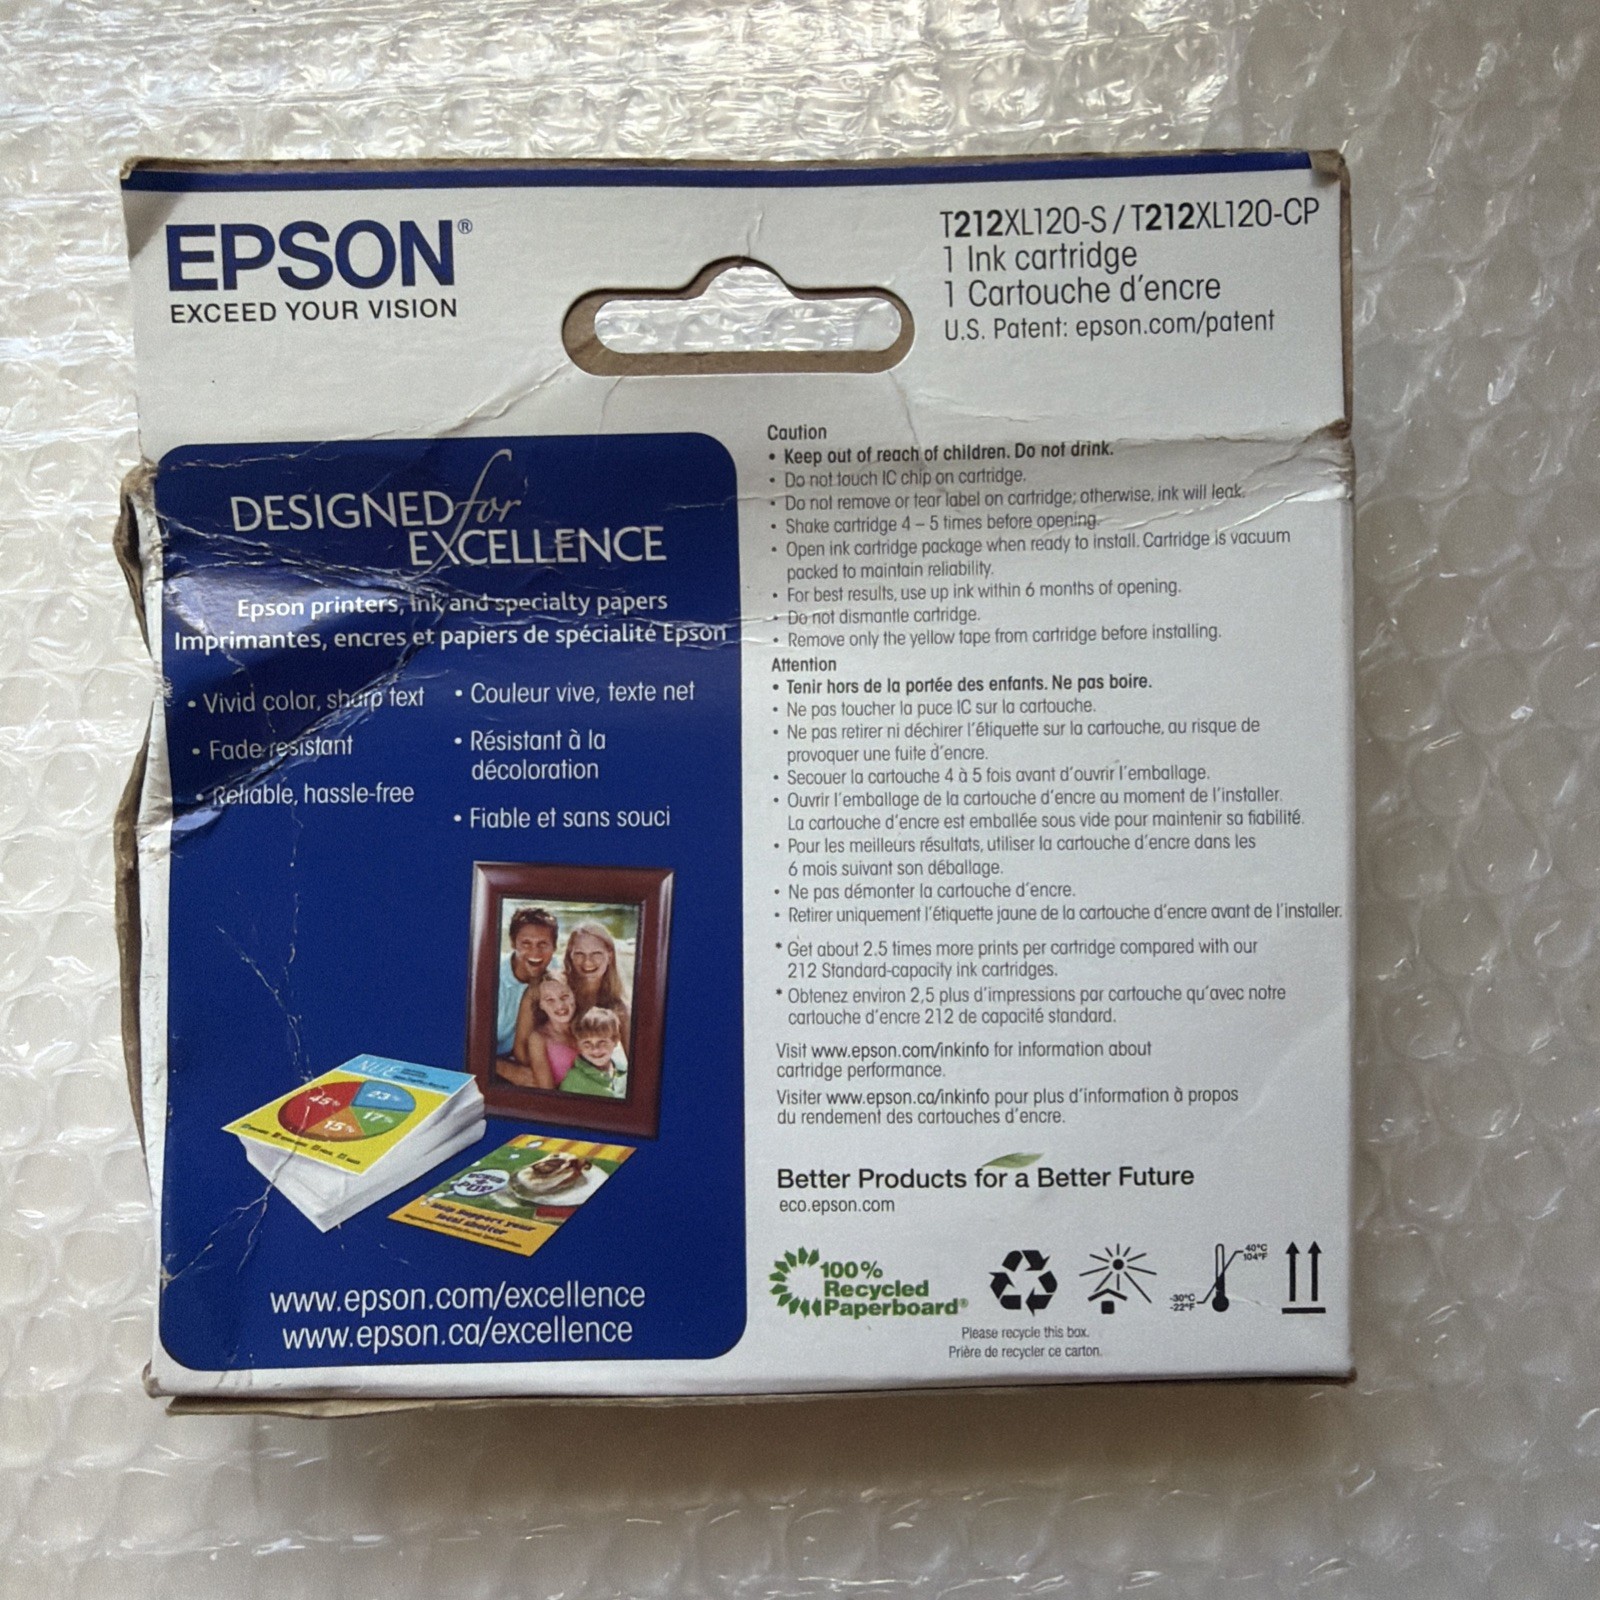 EPSON®
EXCEED YOUR VISION
T212XL120-S / T212XL120-CP
1 Ink cartridge
1 Cartouche d'encre
U.S. Patent: epson.com/patent
DESIGNED for
EXCELLENCE
Epson printers, ink and specialty papers
Imprimantes, encres et papiers de spécialité Epson
• Vivid color, sharp text
• Fade resistant
• Reliable, hassle-free
• Couleur vive, texte net
• Résistant à la
décoloration
• Fiable et sans souci
45%
23%
17%
15%
Help support your
local shelter
www.epson.com/excellence
www.epson.ca/excellence
Caution
• Keep out of reach of children. Do not drink.
• Do not touch IC chip on cartridge.
• Do not remove or tear label on cartridge; otherwise, ink will leak.
• Shake cartridge 4 – 5 times before opening.
• Open ink cartridge package when ready to install. Cartridge is vacuum
packed to maintain reliability.
• For best results, use up ink within 6 months of opening.
• Do not dismantle cartridge.
• Remove only the yellow tape from cartridge before installing.
Attention
• Tenir hors de la portée des enfants. Ne pas boire.
• Ne pas toucher la puce IC sur la cartouche.
• Ne pas retirer ni déchirer l'étiquette sur la cartouche, au risque de
provoquer une fuite d'encre.
• Secouer la cartouche 4 à 5 fois avant d'ouvrir l'emballage.
• Ouvrir l'emballage de la cartouche d'encre au moment de l'installer.
La cartouche d'encre est emballée sous vide pour maintenir sa fiabilité.
• Pour les meilleurs résultats, utiliser la cartouche d'encre dans les
6 mois suivant son déballage.
• Ne pas démonter la cartouche d'encre.
• Retirer uniquement l'étiquette jaune de la cartouche d'encre avant de l'installer.
* Get about 2.5 times more prints per cartridge compared with our
212 Standard-capacity ink cartridges.
* Obtenez environ 2,5 plus d'impressions par cartouche qu'avec notre
cartouche d'encre 212 de capacité standard.
Visit www.epson.com/inkinfo for information about
cartridge performance.
Visiter www.epson.ca/inkinfo pour plus d'information à propos
du rendement des cartouches d'encre.
Better Products for a Better Future
eco.epson.com
100%
Recycled
Paperboard®
-30°C
-22°F
40°C
104°F
Please recycle this box.
Prière de recycler ce carton.